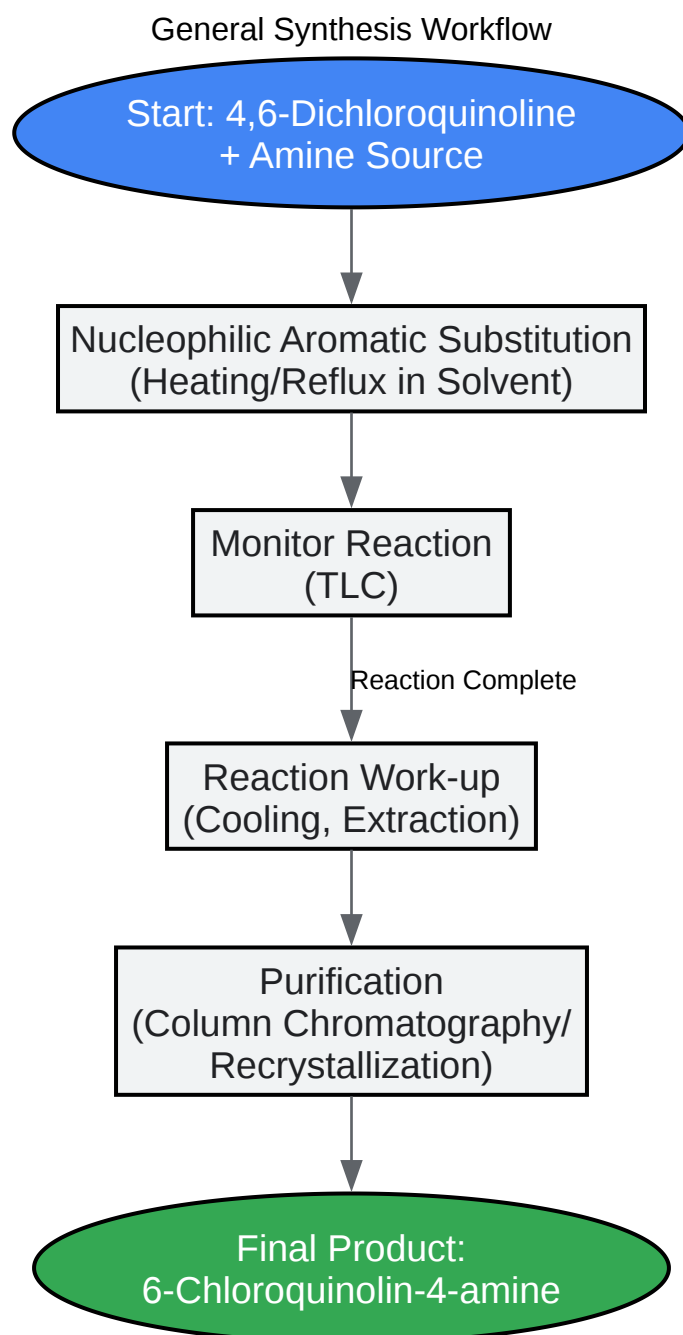 General Synthesis Workflow
Start: 4,6-Dichloroquinoline
+ Amine Source
Nucleophilic Aromatic Substitution
(Heating/Reflux in Solvent)
Monitor Reaction
(TLC)
Reaction Complete
Reaction Work-up
(Cooling, Extraction)
Purification
(Column Chromatography/
Recrystallization)
Final Product:
6-Chloroquinolin-4-amine